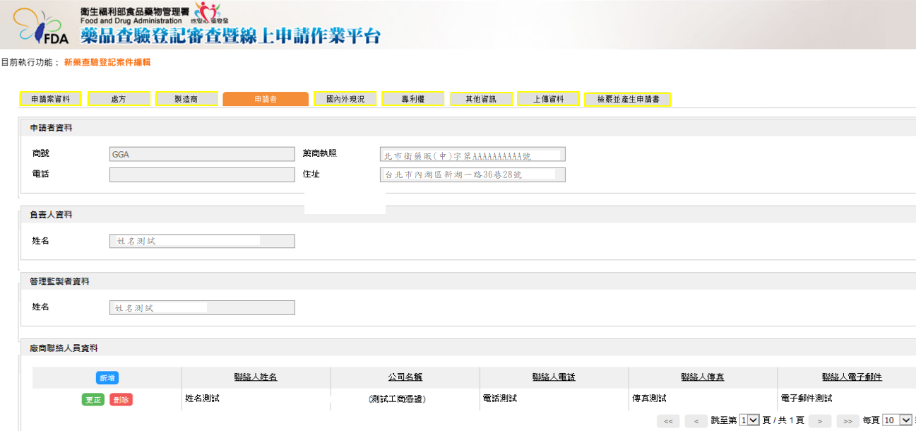 衛生福利部食品藥物管理署
Food and Drug Administration
FDA 藥品查驗登記審查暨線上申請作業平台
目前執行功能： 新藥查驗登記案件編輯
申請案資料 處方 製造商 申請者 國內外現況 專利權 其他資訊 上傳資料 檢覈並產生申請書
申請者資料
商號 GGA 藥商執照 北市衛藥販(中)字第AAAAAAAAAA號
電話 住址 台北市內湖區新湖一路36巷28號
負責人資料
姓名 姓名測試
管理監製者資料
姓名 姓名測試
廠商聯絡人員資料
新增 聯絡人姓名 公司名稱 聯絡人電話 聯絡人傳真 聯絡人電子郵件
更正 刪除 姓名測試 (測試工商憑證) 電話測試 傳真測試 電子郵件測試
<< < 跳至第 1 頁 / 共 1 頁 > >> 每頁 10